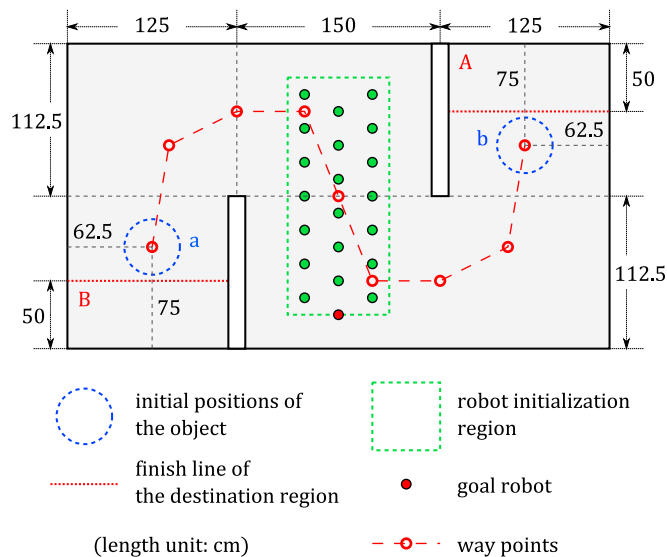 125 150 125
A
75
50
112.5
b
62.5
62.5
a
B
75
50
112.5
initial positions of
the object
robot initialization
region
finish line of
the destination region
goal robot
(length unit: cm)
way points